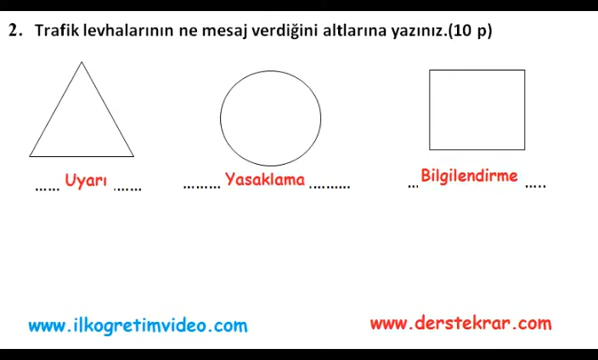 2. Trafik levhalarının ne mesaj verdiğini altlarına yazınız.(10 p)
...... Uyarı ....... ......... Yasaklama .......... ... Bilgilendirme .....
www.ilkogretimvideo.com www.derstekrar.com